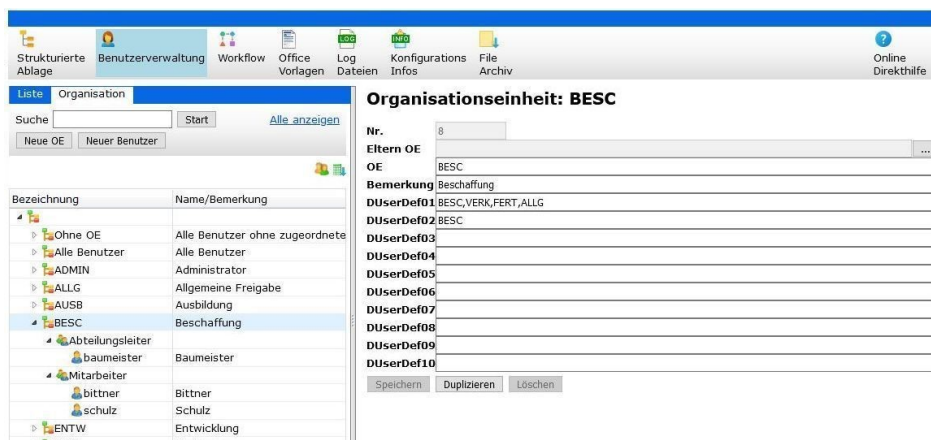 Strukturierte Ablage
Benutzerverwaltung
Workflow
Office Vorlagen
LOG
Log Dateien
INFO
Konfigurations Infos
File Archiv
?
Online Direkthilfe
Liste Organisation
Suche Start Alle anzeigen
Neue OE Neuer Benutzer
Bezeichnung Name/Bemerkung
Ohne OE Alle Benutzer ohne zugeordnete
Alle Benutzer Alle Benutzer
ADMIN Administrator
ALLG Allgemeine Freigabe
AUSB Ausbildung
BESC Beschaffung
Abteilungsleiter
baumeister Baumeister
Mitarbeiter
bittner Bittner
schulz Schulz
ENTW Entwicklung
Organisationseinheit: BESC
Nr. 8
Eltern OE ...
OE BESC
Bemerkung Beschaffung
DUserDef01 BESC,VERK,FERT,ALLG
DUserDef02 BESC
DUserDef03
DUserDef04
DUserDef05
DUserDef06
DUserDef07
DUserDef08
DUserDef09
DUserDef10
Speichern Duplizieren Löschen